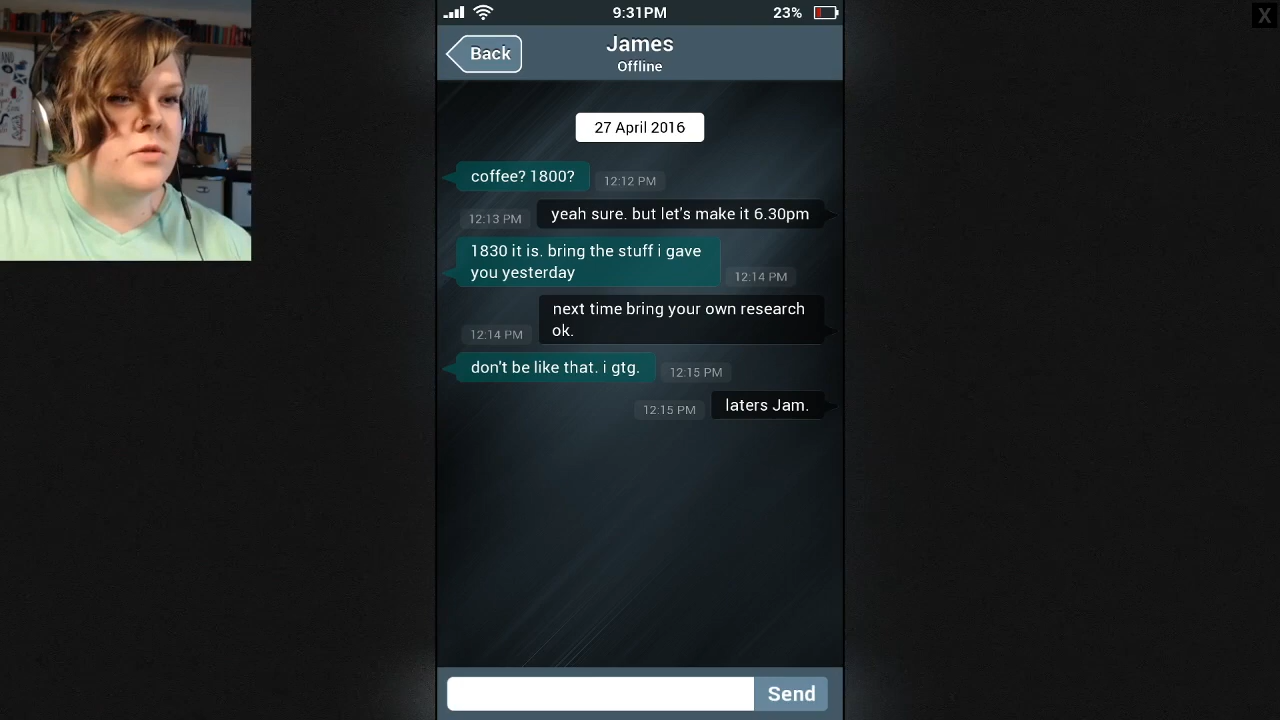 9:31PM
23%
X
Back
James
Offline
27 April 2016
coffee? 1800?
12:12 PM
12:13 PM
yeah sure. but let's make it 6.30pm
1830 it is. bring the stuff i gave
you yesterday
12:14 PM
next time bring your own research
ok.
12:14 PM
don't be like that. i gtg.
12:15 PM
12:15 PM
laters Jam.
Send